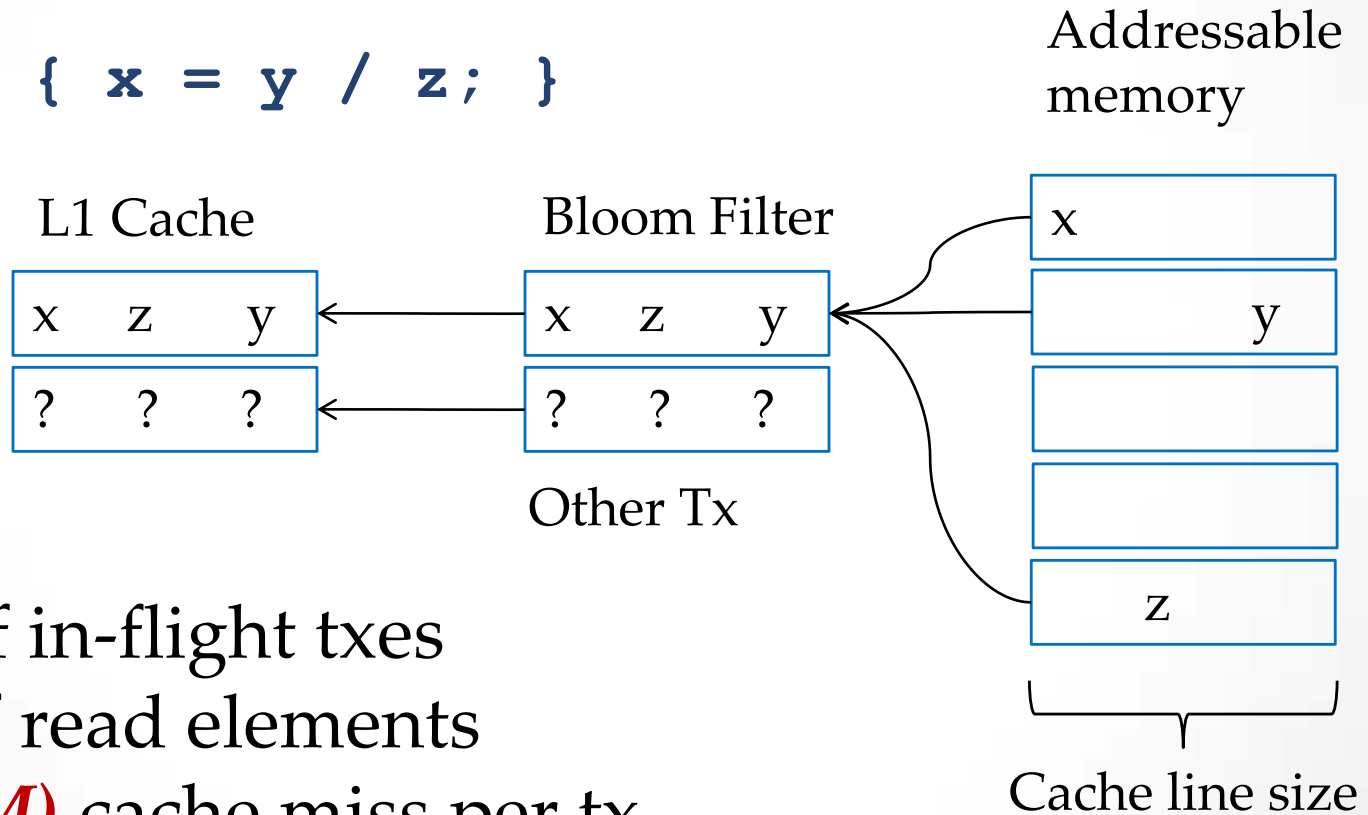 { x = y / z; }
Addressable
memory
L1 Cache
Bloom Filter
x z y
? ? ?
x z y
? ? ?
Other Tx
x
y
z
Cache line size
in-flight txes
read elements
cache miss per tx